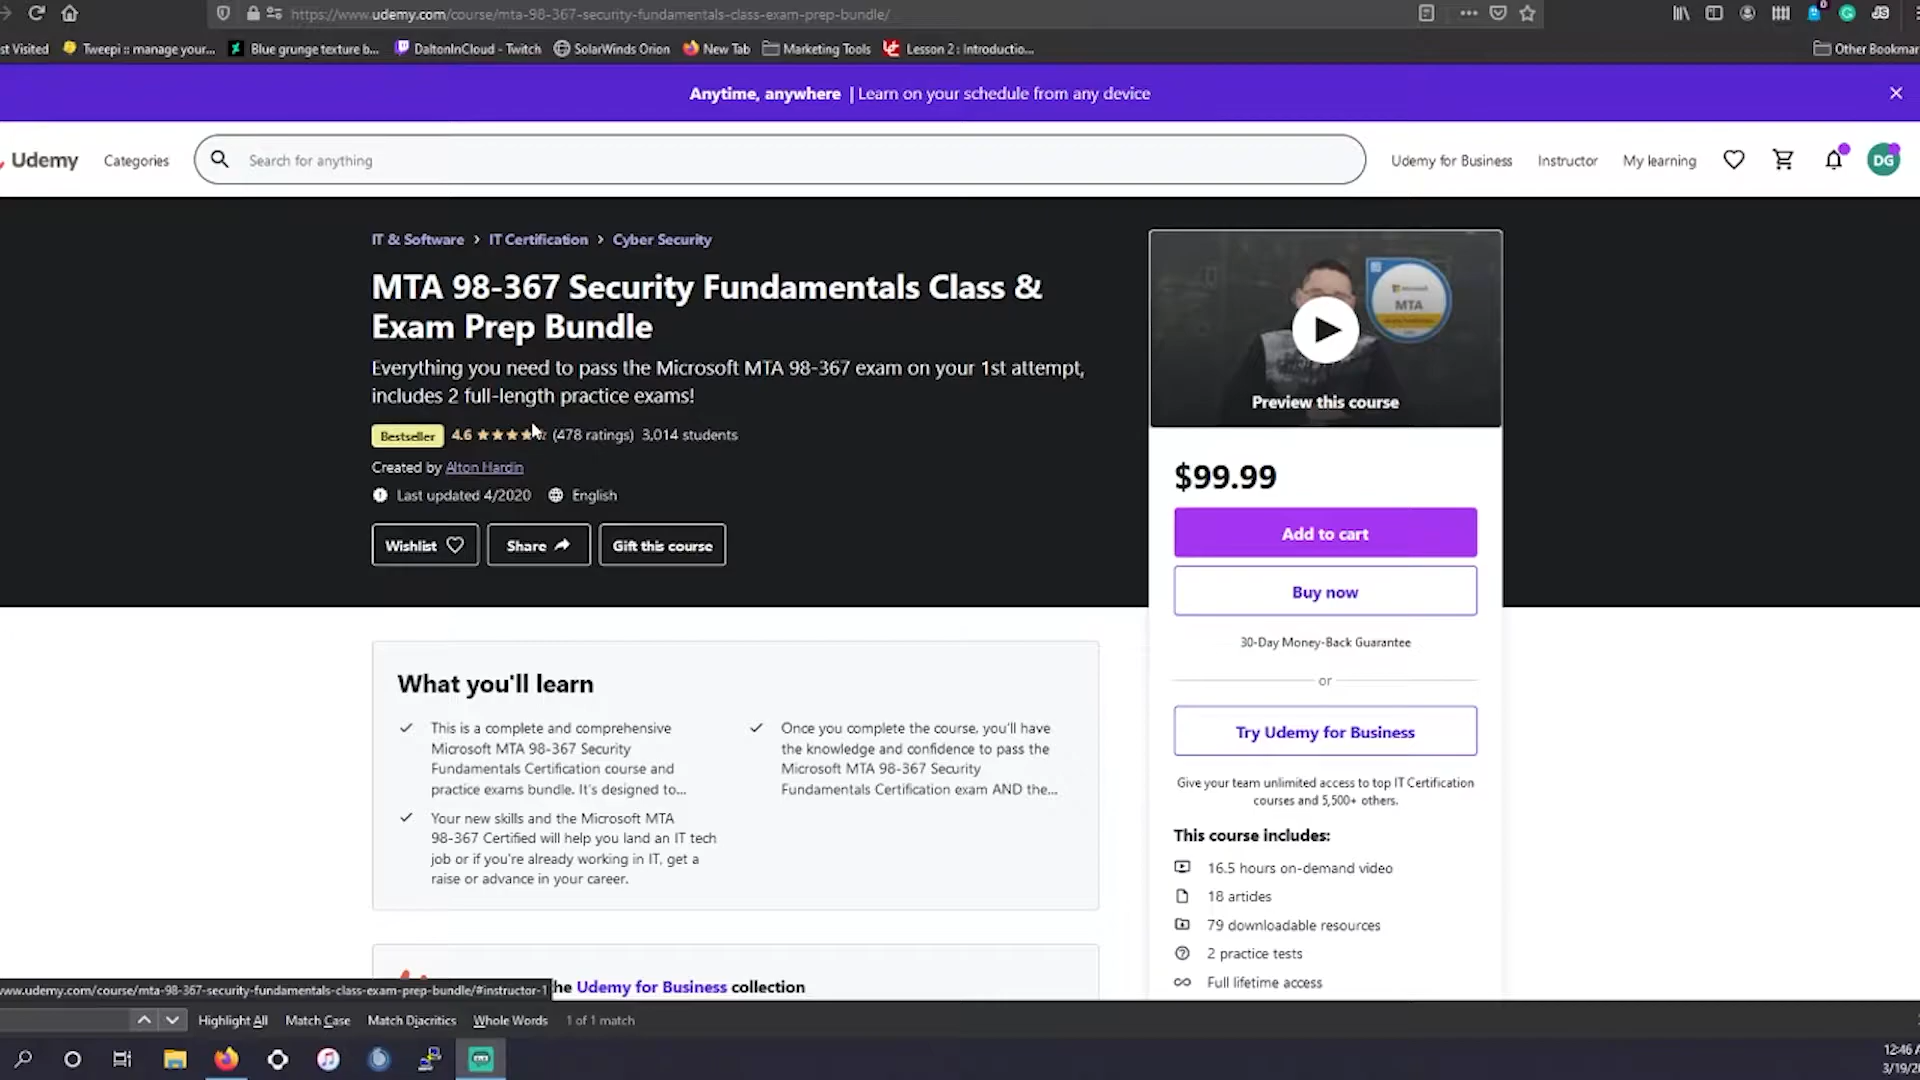 https://www.udemy.com/course/mta-98-367-security-fundamentals-class-exam-prep-bundle/
st Visited Tweepi :: manage your... Blue grunge texture b... DaltonInCloud - Twitch SolarWinds Orion New Tab Marketing Tools Lesson 2 : Introductio... Other Bookmar
Anytime, anywhere | Learn on your schedule from any device
Udemy Categories Search for anything Udemy for Business Instructor My learning DG
IT & Software > IT Certification > Cyber Security
MTA 98-367 Security Fundamentals Class &
Exam Prep Bundle
Everything you need to pass the Microsoft MTA 98-367 exam on your 1st attempt,
includes 2 full-length practice exams!
Bestseller 4.6 (478 ratings) 3,014 students
Created by Alton Hardin
Last updated 4/2020 English
Wishlist Share Gift this course
Microsoft
MTA
Preview this course
$99.99
Add to cart
Buy now
30-Day Money-Back Guarantee
or
Try Udemy for Business
Give your team unlimited access to top IT Certification
courses and 5,500+ others.
This course includes:
16.5 hours on-demand video
18 articles
79 downloadable resources
2 practice tests
Full lifetime access
What you'll learn
This is a complete and comprehensive
Microsoft MTA 98-367 Security
Fundamentals Certification course and
practice exams bundle. It's designed to...
Your new skills and the Microsoft MTA
98-367 Certified will help you land an IT tech
job or if you're already working in IT, get a
raise or advance in your career.
Once you complete the course, you'll have
the knowledge and confidence to pass the
Microsoft MTA 98-367 Security
Fundamentals Certification exam AND the...
he Udemy for Business collection
www.udemy.com/course/mta-98-367-security-fundamentals-class-exam-prep-bundle/#instructor-1
Highlight All Match Case Match Diacritics Whole Words 1 of 1 match
12:46 A
3/19/2